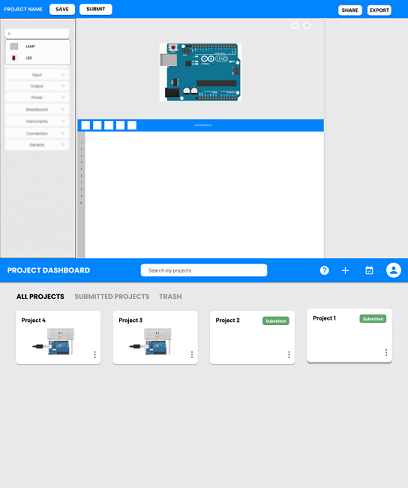 PROJECT NAME
SAVE
SUBMIT
SHARE
EXPORT
LAMP
LED
Input
Output
Power
Breadboard
Instruments
Connectors
General
UNO
PROJECT DASHBOARD
Search my projects
?
ALL PROJECTS
SUBMITTED PROJECTS
TRASH
Project 4
Project 3
Project 2
Submitted
Project 1
Submitted